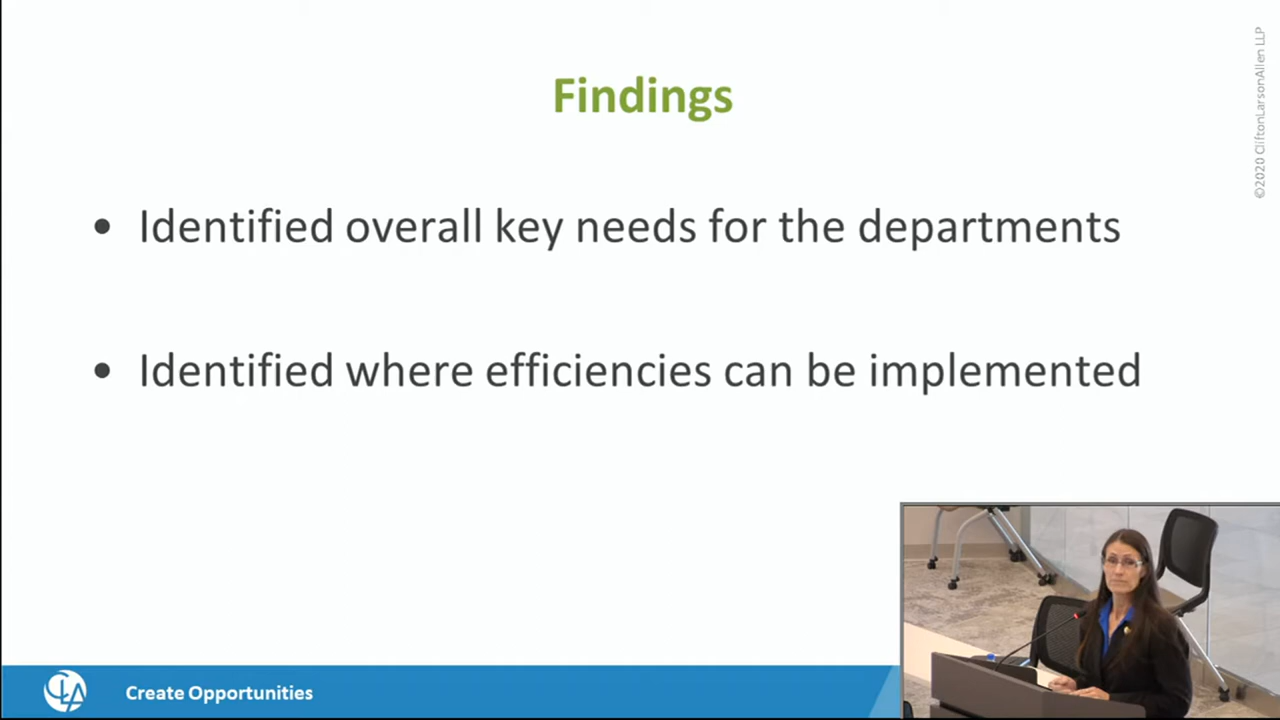 Findings
• Identified overall key needs for the departments
• Identified where efficiencies can be implemented
©2020 CliftonLarsonAllen LLP
CLA
Create Opportunities